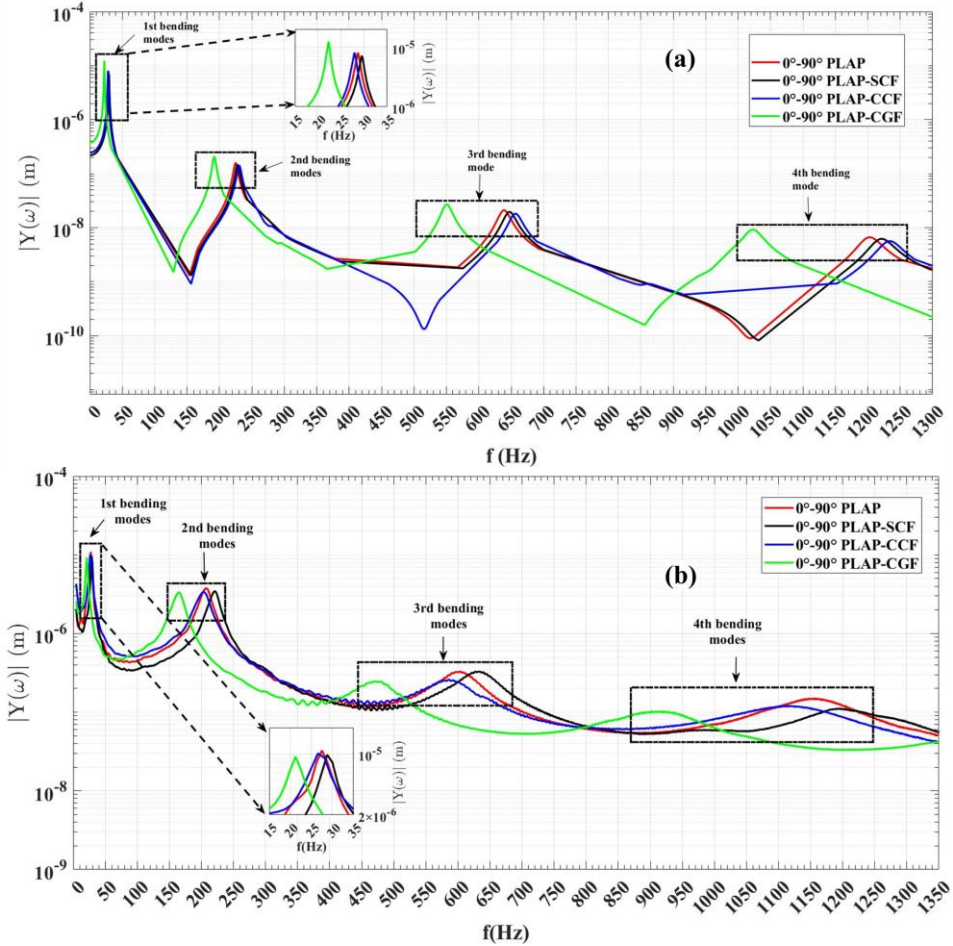 10⁻⁴
1st bending
modes
10⁻⁵
|Y(ω)| (m)
10⁻⁶
15 20 25 30 35
f (Hz)
(a)
0°-90° PLAP
0°-90° PLAP-SCF
0°-90° PLAP-CCF
0°-90° PLAP-CGF
10⁻⁶
2nd bending
modes
3rd bending
mode
4th bending
mode
|Y(ω)| (m)
10⁻⁸
10⁻¹⁰
0 50 100 150 200 250 300 350 400 450 500 550 600 650 700 750 800 850 900 950 1000 1050 1100 1150 1200 1250 1300
f (Hz)
10⁻⁴
1st bending
modes
2nd bending
modes
0°-90° PLAP
0°-90° PLAP-SCF
0°-90° PLAP-CCF
0°-90° PLAP-CGF
(b)
10⁻⁶
3rd bending
modes
4th bending
modes
|Y(ω)| (m)
10⁻⁵
|Y(ω)| (m)
2×10⁻⁶
15 20 25 30 35
f(Hz)
10⁻⁸
10⁻⁹
0 50 100 150 200 250 300 350 400 450 500 550 600 650 700 750 800 850 900 950 1000 1050 1100 1150 1200 1250 1300 1350
f(Hz)